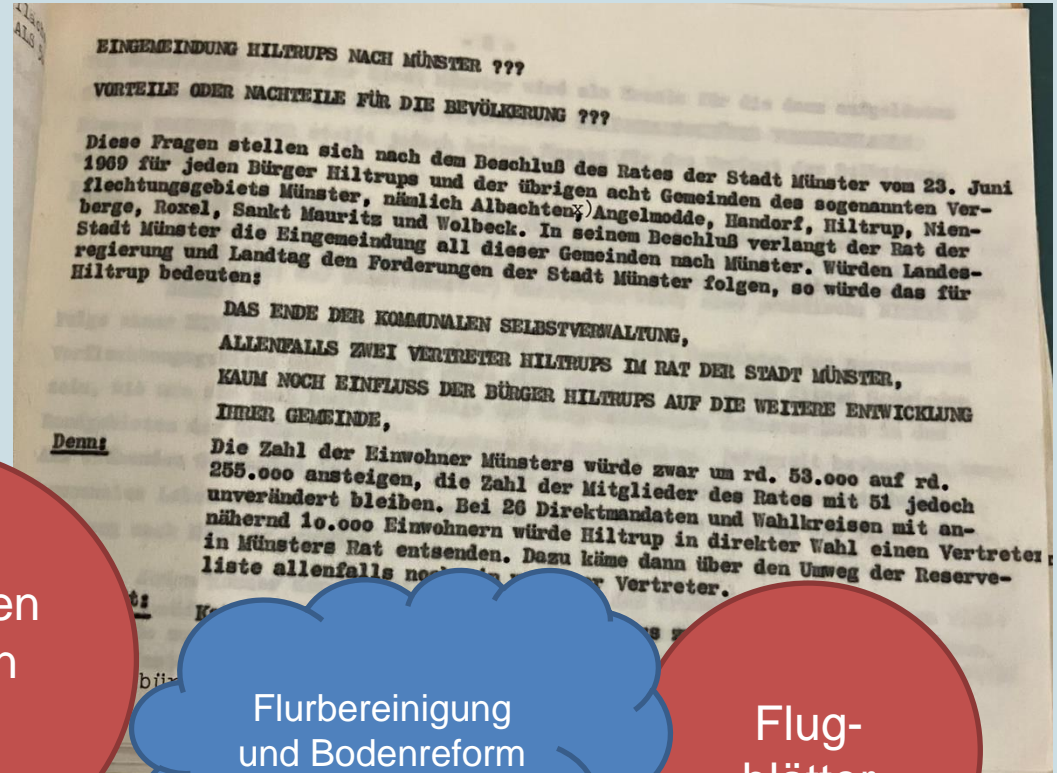 ALS
EINGEMEINDUNG HILTRUPS NACH MÜNSTER ???
VORTEILE ODER NACHTEILE FÜR DIE BEVÖLKERUNG ???
Diese Fragen stellen sich nach dem Beschluß des Rates der Stadt Münster vom 23. Juni
1969 für jeden Bürger Hiltrups und der übrigen acht Gemeinden des sogenannten Ver-
flechtungsgebiets Münster, nämlich Albachten,x) Angelmodde, Handorf, Hiltrup, Nien-
berge, Roxel, Sankt Mauritz und Wolbeck. In seinem Beschluß verlangt der Rat der
Stadt Münster die Eingemeindung all dieser Gemeinden nach Münster. Würden Landes-
regierung und Landtag den Forderungen der Stadt Münster folgen, so würde das für
Hiltrup bedeuten:
DAS ENDE DER KOMMUNALEN SELBSTVERWALTUNG,
ALLENFALLS ZWEI VERTRETER HILTRUPS IM RAT DER STADT MÜNSTER,
KAUM NOCH EINFLUSS DER BÜRGER HILTRUPS AUF DIE WEITERE ENTWICKLUNG
IHRER GEMEINDE,
Denn: Die Zahl der Einwohner Münsters würde zwar um rd. 53.ooo auf rd.
255.ooo ansteigen, die Zahl der Mitglieder des Rates mit 51 jedoch
unverändert bleiben. Bei 26 Direktmandaten und Wahlkreisen mit an-
nähernd 1o.ooo Einwohnern würde Hiltrup in direkter Wahl einen Vertreter
in Münsters Rat entsenden. Dazu käme dann über den Umweg der Reserve-
liste allenfalls Vertreter.
en
n
Flurbereinigung
und Bodenreform
Flug-
blätter